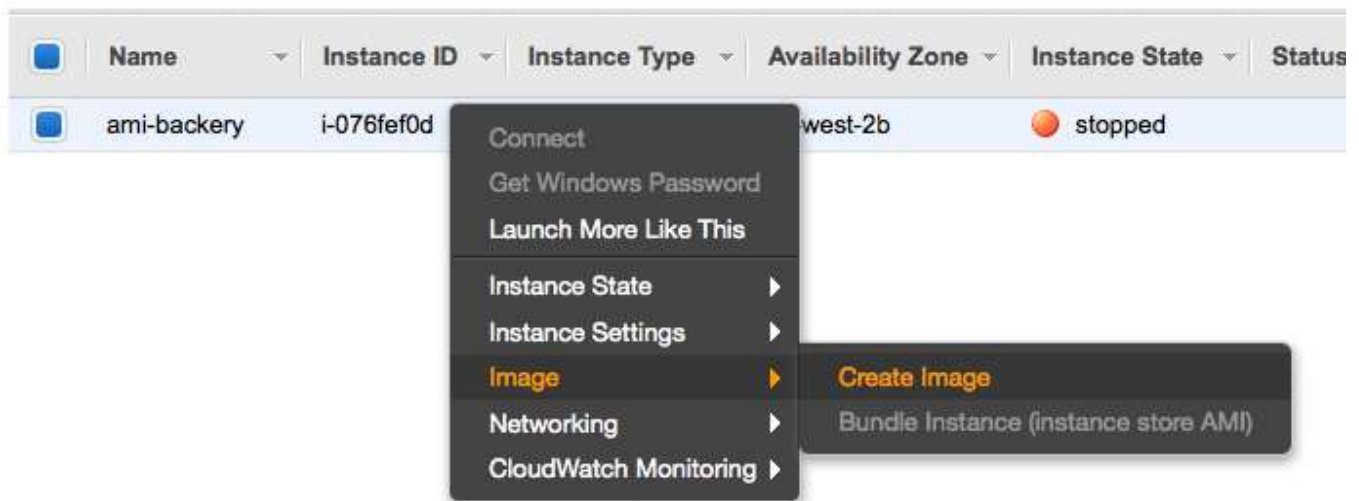 Name Instance ID Instance Type Availability Zone Instance State Status
ami-backery i-076fef0d west-2b stopped
Connect
Get Windows Password
Launch More Like This
Instance State
Instance Settings
Image
Create Image
Networking
Bundle Instance (instance store AMI)
CloudWatch Monitoring